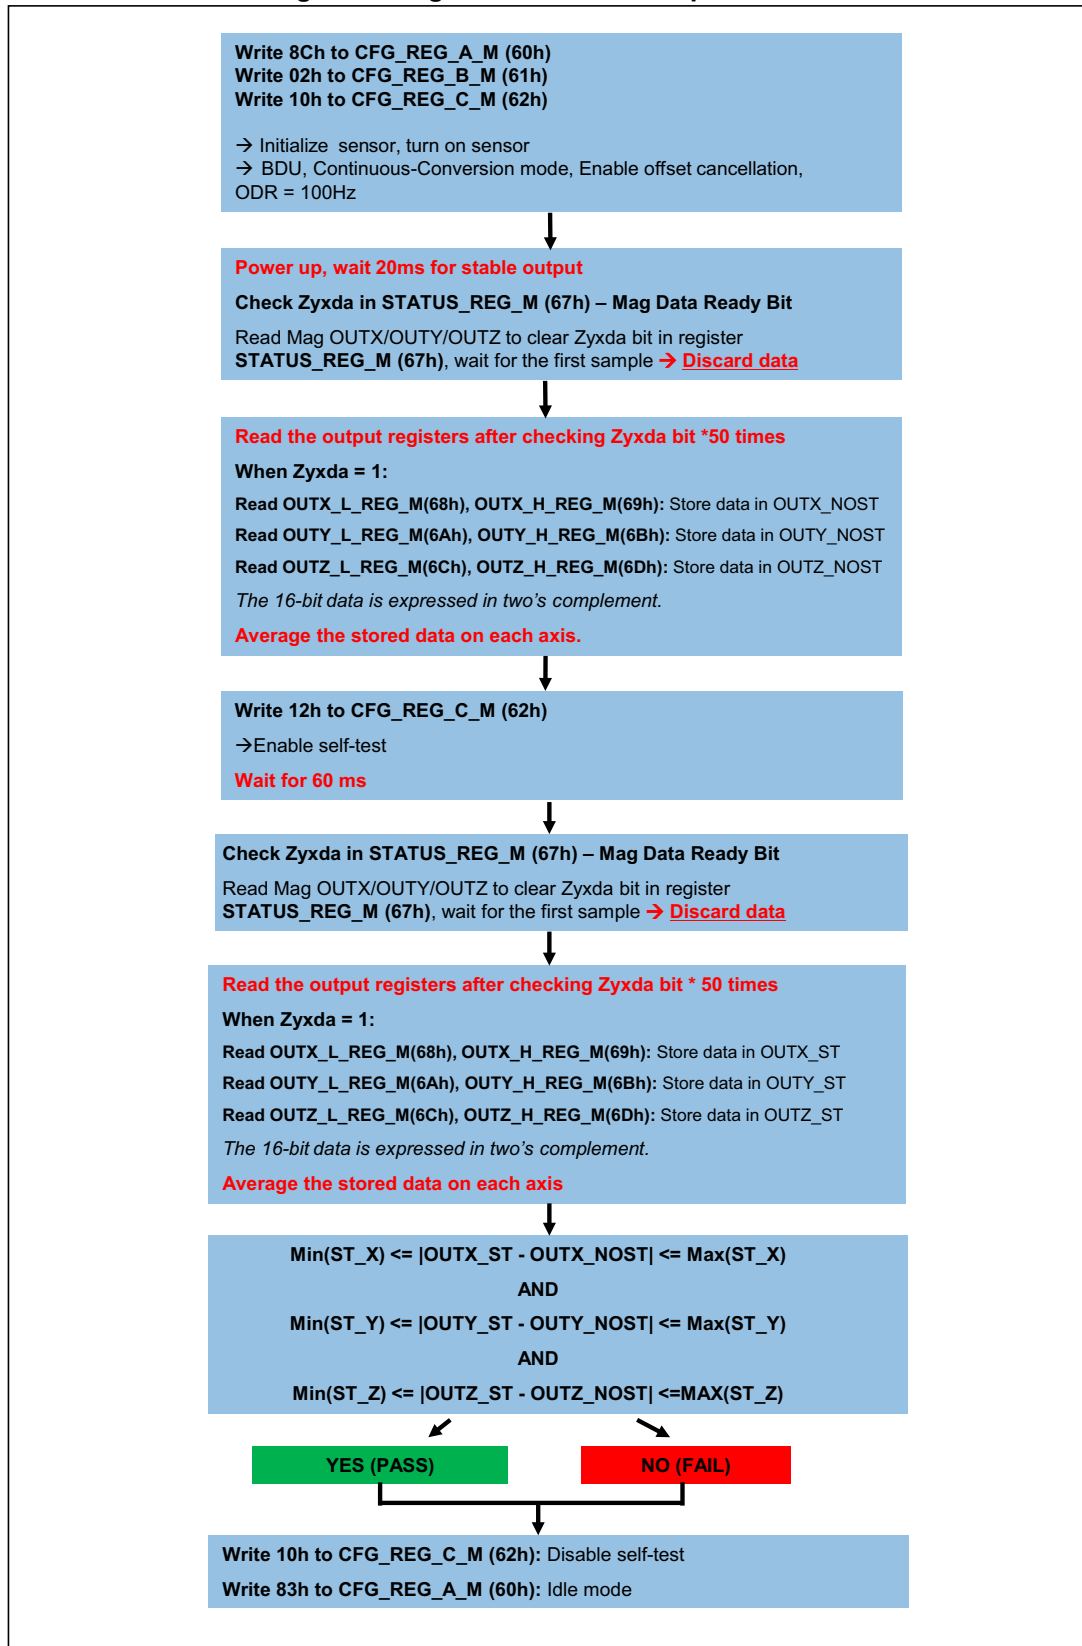 Write 8Ch to CFG_REG_A_M (60h)
Write 02h to CFG_REG_B_M (61h)
Write 10h to CFG_REG_C_M (62h)
→ Initialize sensor, turn on sensor
→ BDU, Continuous-Conversion mode, Enable offset cancellation,
ODR = 100Hz
Power up, wait 20ms for stable output
Check Zyxda in STATUS_REG_M (67h) – Mag Data Ready Bit
Read Mag OUTX/OUTY/OUTZ to clear Zyxda bit in register
STATUS_REG_M (67h), wait for the first sample → Discard data
Read the output registers after checking Zyxda bit *50 times
When Zyxda = 1:
Read OUTX_L_REG_M(68h), OUTX_H_REG_M(69h): Store data in OUTX_NOST
Read OUTY_L_REG_M(6Ah), OUTY_H_REG_M(6Bh): Store data in OUTY_NOST
Read OUTZ_L_REG_M(6Ch), OUTZ_H_REG_M(6Dh): Store data in OUTZ_NOST
The 16-bit data is expressed in two's complement.
Average the stored data on each axis.
Write 12h to CFG_REG_C_M (62h)
→Enable self-test
Wait for 60 ms
Check Zyxda in STATUS_REG_M (67h) – Mag Data Ready Bit
Read Mag OUTX/OUTY/OUTZ to clear Zyxda bit in register
STATUS_REG_M (67h), wait for the first sample → Discard data
Read the output registers after checking Zyxda bit * 50 times
When Zyxda = 1:
Read OUTX_L_REG_M(68h), OUTX_H_REG_M(69h): Store data in OUTX_ST
Read OUTY_L_REG_M(6Ah), OUTY_H_REG_M(6Bh): Store data in OUTY_ST
Read OUTZ_L_REG_M(6Ch), OUTZ_H_REG_M(6Dh): Store data in OUTZ_ST
The 16-bit data is expressed in two's complement.
Average the stored data on each axis
Min(ST_X) <= |OUTX_ST - OUTX_NOST| <= Max(ST_X)
AND
Min(ST_Y) <= |OUTY_ST - OUTY_NOST| <= Max(ST_Y)
AND
Min(ST_Z) <= |OUTZ_ST - OUTZ_NOST| <=MAX(ST_Z)
YES (PASS)
NO (FAIL)
Write 10h to CFG_REG_C_M (62h): Disable self-test
Write 83h to CFG_REG_A_M (60h): Idle mode